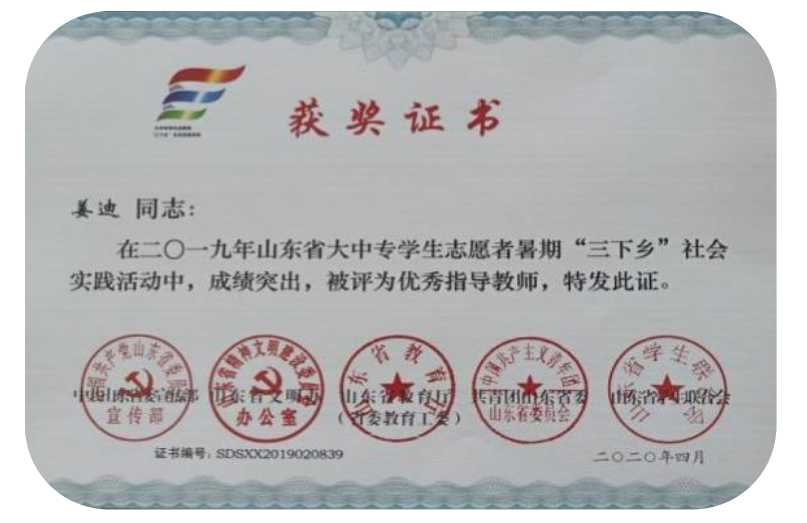 获奖证书
姜迪 同志：
在二〇一九年山东省大中专学生志愿者暑期“三下乡”社会
实践活动中，成绩突出，被评为优秀指导教师，特发此证。
中共山东省委宣传部 山东省文明办 山东省教育厅 共青团山东省委 山东省学生联合会
（省委教育工委）
宣传部
办公室
山东省委员会
证书编号：SDSXX2019020839
二〇二〇年四月